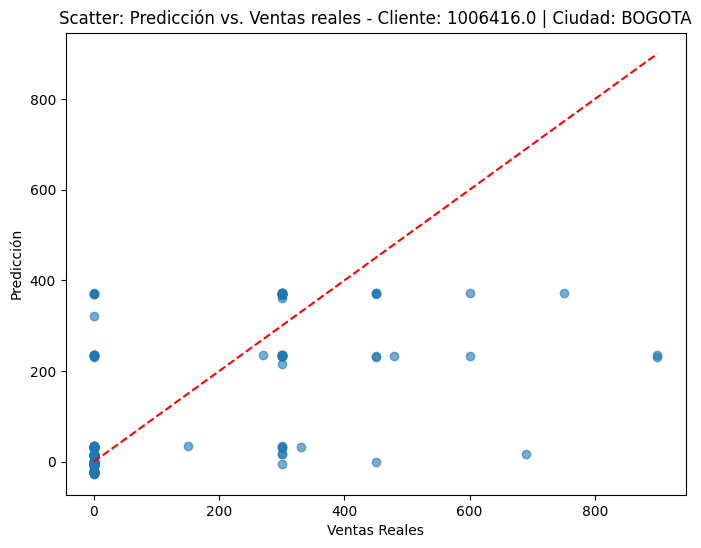 Scatter: Predicción vs. Ventas reales - Cliente: 1006416.0 | Ciudad: BOGOTA
Predicción
800
600
400
200
0
0 200 400 600 800
Ventas Reales